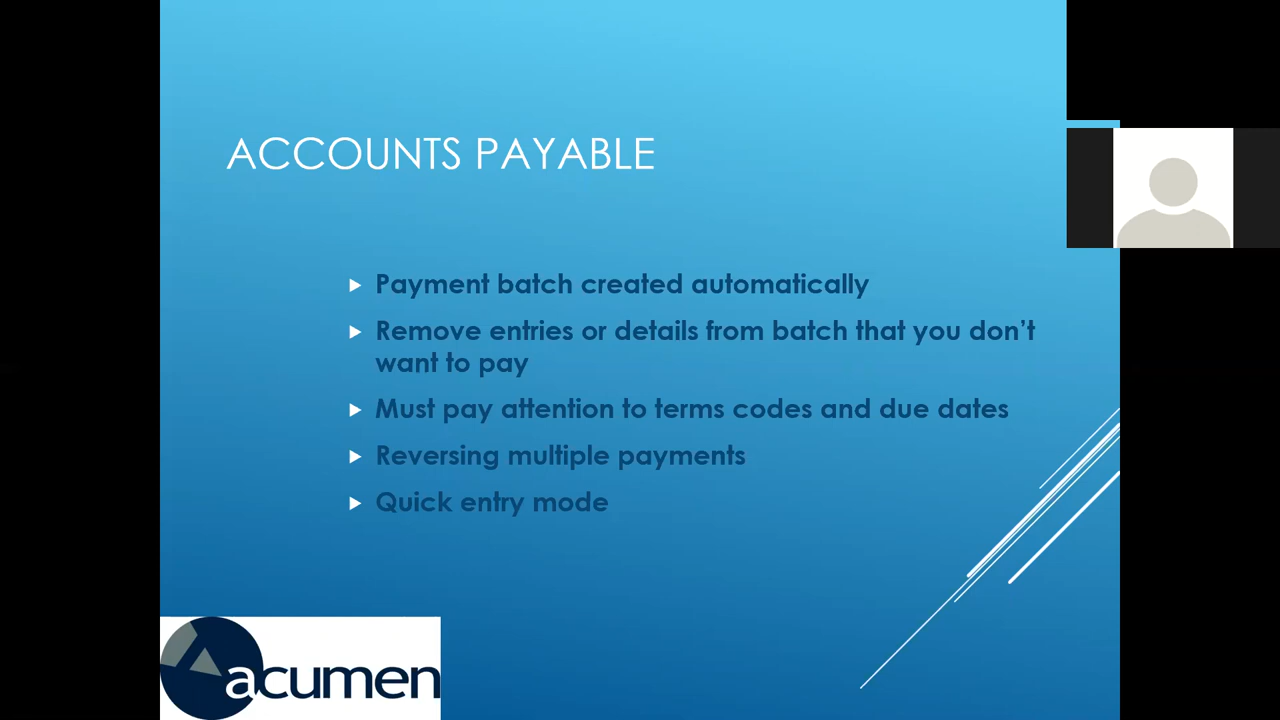 ACCOUNTS PAYABLE
Payment batch created automatically
Remove entries or details from batch that you don’t
want to pay
Must pay attention to terms codes and due dates
Reversing multiple payments
Quick entry mode
acumen